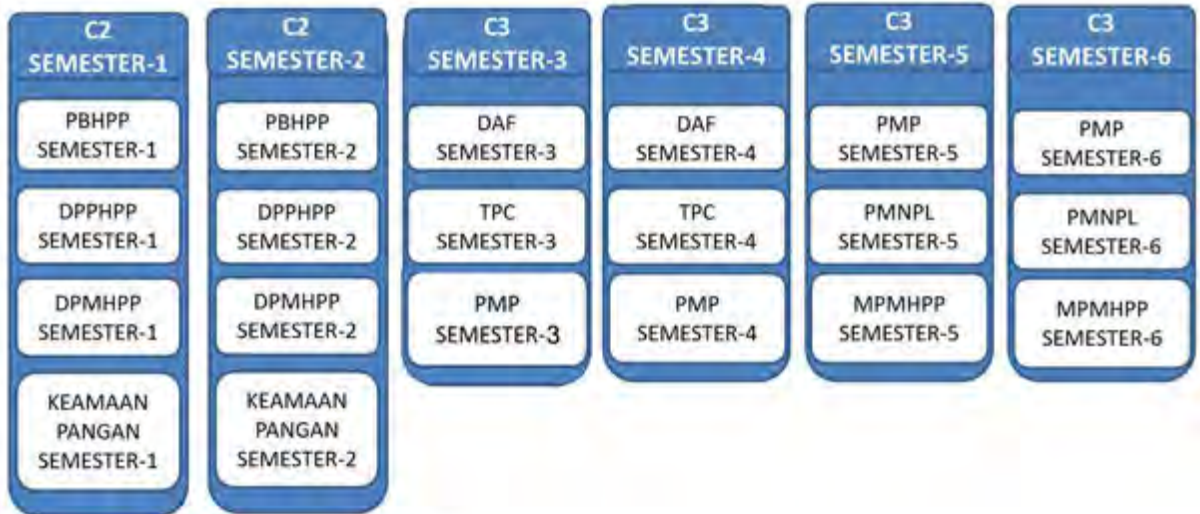 C2
SEMESTER-1
PBHPP
SEMESTER-1
DPPHPP
SEMESTER-1
DPMHPP
SEMESTER-1
KEAMAAN
PANGAN
SEMESTER-1
C2
SEMESTER-2
PBHPP
SEMESTER-2
DPPHPP
SEMESTER-2
DPMHPP
SEMESTER-2
KEAMAAN
PANGAN
SEMESTER-2
C3
SEMESTER-3
DAF
SEMESTER-3
TPC
SEMESTER-3
PMP
SEMESTER-3
C3
SEMESTER-4
DAF
SEMESTER-4
TPC
SEMESTER-4
PMP
SEMESTER-4
C3
SEMESTER-5
PMP
SEMESTER-5
PMNPL
SEMESTER-5
MPMHPP
SEMESTER-5
C3
SEMESTER-6
PMP
SEMESTER-6
PMNPL
SEMESTER-6
MPMHPP
SEMESTER-6